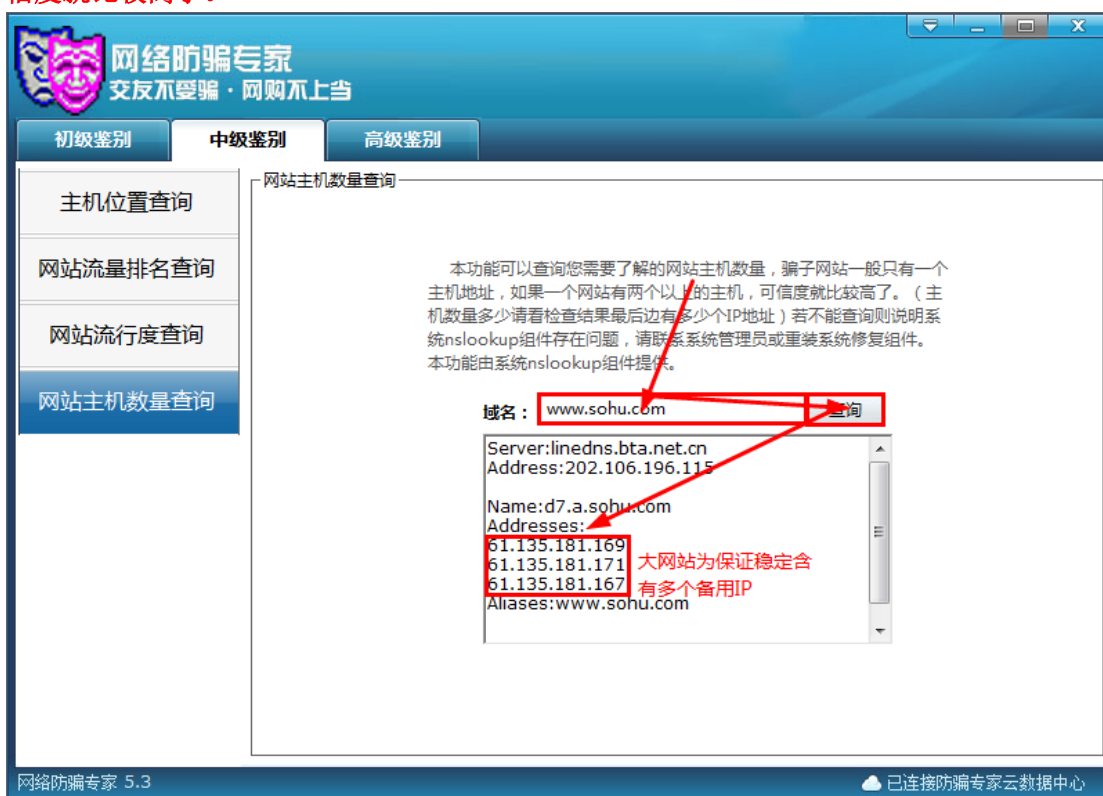 信度就比较高了。
网络防骗专家
交友不受骗·网购不上当
初级鉴别
中级鉴别
高级鉴别
主机位置查询
网站流量排名查询
网站流行度查询
网站主机数量查询
网站主机数量查询
本功能可以查询您需要了解的网站主机数量，骗子网站一般只有一个
主机地址，如果一个网站有两个以上的主机，可信度就比较高了。（主
机数量多少请看检查结果最后边有多少个IP地址）若不能查询则说明系
统nslookup组件存在问题，请联系系统管理员或重装系统修复组件。
本功能由系统nslookup组件提供。
域名： www.sohu.com 查询
Server:linedns.bta.net.cn
Address:202.106.196.115
Name:d7.a.sohu.com
Addresses:
61.135.181.169
61.135.181.171
61.135.181.167
Aliases:www.sohu.com
大网站为保证稳定含
有多个备用IP
网络防骗专家 5.3
已连接防骗专家云数据中心